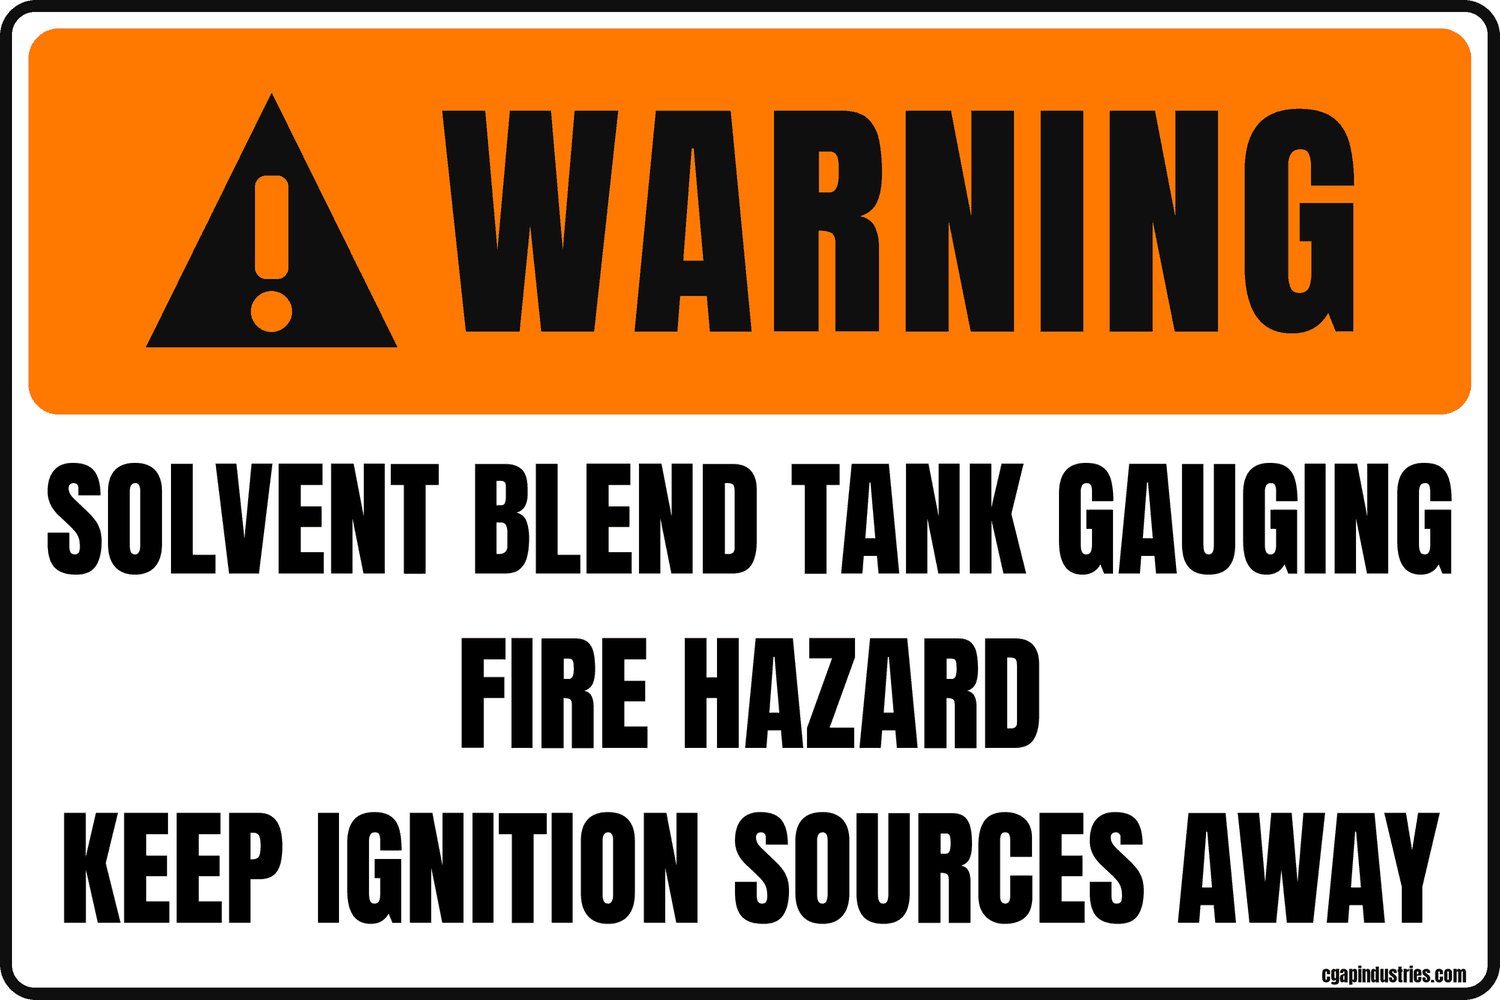 WARNING
SOLVENT BLEND TANK GAUGING
FIRE HAZARD
KEEP IGNITION SOURCES AWAY
cgapindustries.com